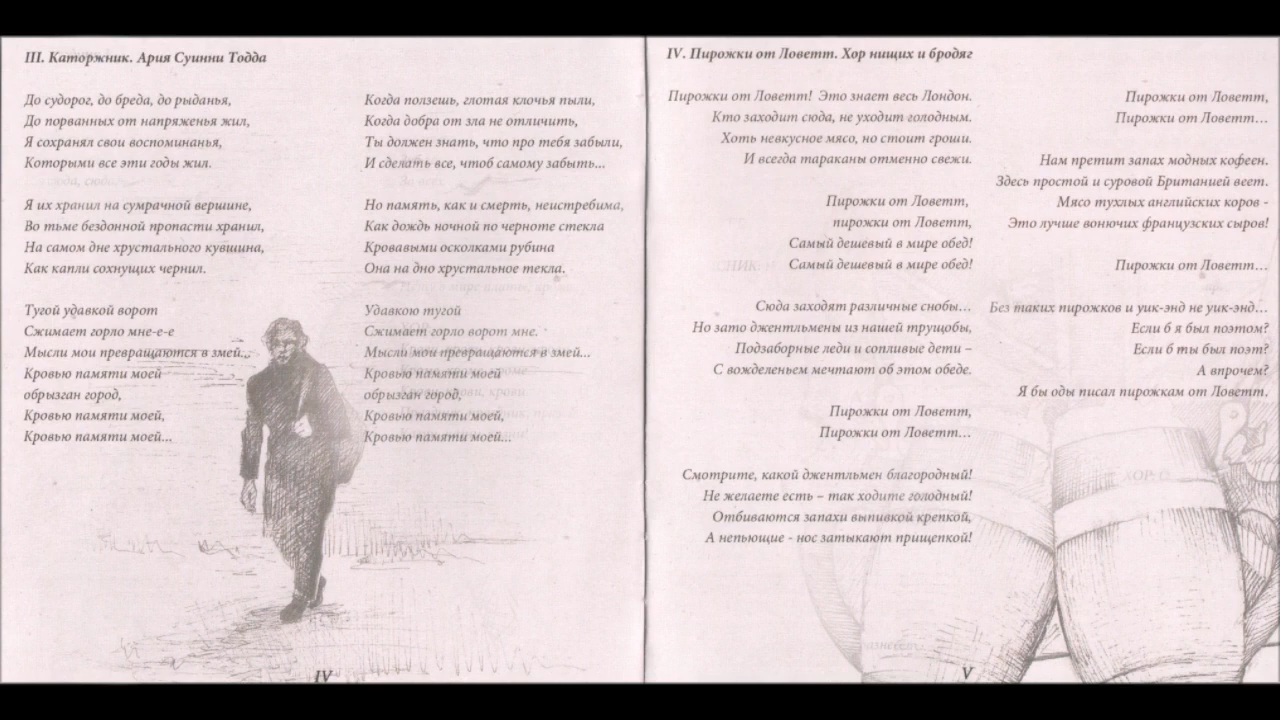 III. Каторжник. Ария Суинни Тодда
До судорог, до бреда, до рыданья,
До порванных от напряженья жил,
Я сохранял свои воспоминанья,
Которыми все эти годы жил.
Я их хранил на сумрачной вершине,
Во тьме бездонной пропасти хранил,
На самом дне хрустального кувшина,
Как капли сохнущих чернил.
Тугой удавкой ворот
Сжимает горло мне-е-е
Мысли мои превращаются в змей...
Кровью памяти моей
обрызган город,
Кровью памяти моей,
Кровью памяти моей...
Когда ползешь, глотая клочья пыли,
Когда добра от зла не отличить,
Ты должен знать, что про тебя забыли,
И сделать все, чтоб самому забыть...
Но память, как и смерть, неистребима,
Как дождь ночной по черноте стекла
Кровавыми осколками рубина
Она на дно хрустальное текла.
Удавкою тугой
Сжимает горло ворот мне.
Мысли мои превращаются в змей...
Кровью памяти моей
обрызган город,
Кровью памяти моей,
Кровью памяти моей...
IV
IV. Пирожки от Ловетт. Хор нищих и бродяг
Пирожки от Ловетт! Это знает весь Лондон.
Кто заходит сюда, не уходит голодным.
Хоть невкусное мясо, но стоит гроши.
И всегда тараканы отменно свежи.
Пирожки от Ловетт,
пирожки от Ловетт,
Самый дешевый в мире обед!
Самый дешевый в мире обед!
Сюда заходят различные снобы...
Но зато джентльмены из нашей трущобы,
Подзаборные леди и сопливые дети –
С вожделеньем мечтают об этом обеде.
Пирожки от Ловетт,
Пирожки от Ловетт...
Смотрите, какой джентльмен благородный!
Не желаете есть – так ходите голодный!
Отбиваются запахи выпивкой крепкой,
А непьющие - нос затыкают прищепкой!
Пирожки от Ловетт,
Пирожки от Ловетт...
Нам претит запах модных кофеен.
Здесь простой и суровой Британией веет.
Мясо тухлых английских коров -
Это лучше вонючих французских сыров!
Пирожки от Ловетт...
Без таких пирожков и уик-энд не уик-энд...
Если б я был поэтом?
Если б ты был поэт?
А впрочем?
Я бы оды писал пирожкам от Ловетт.
V